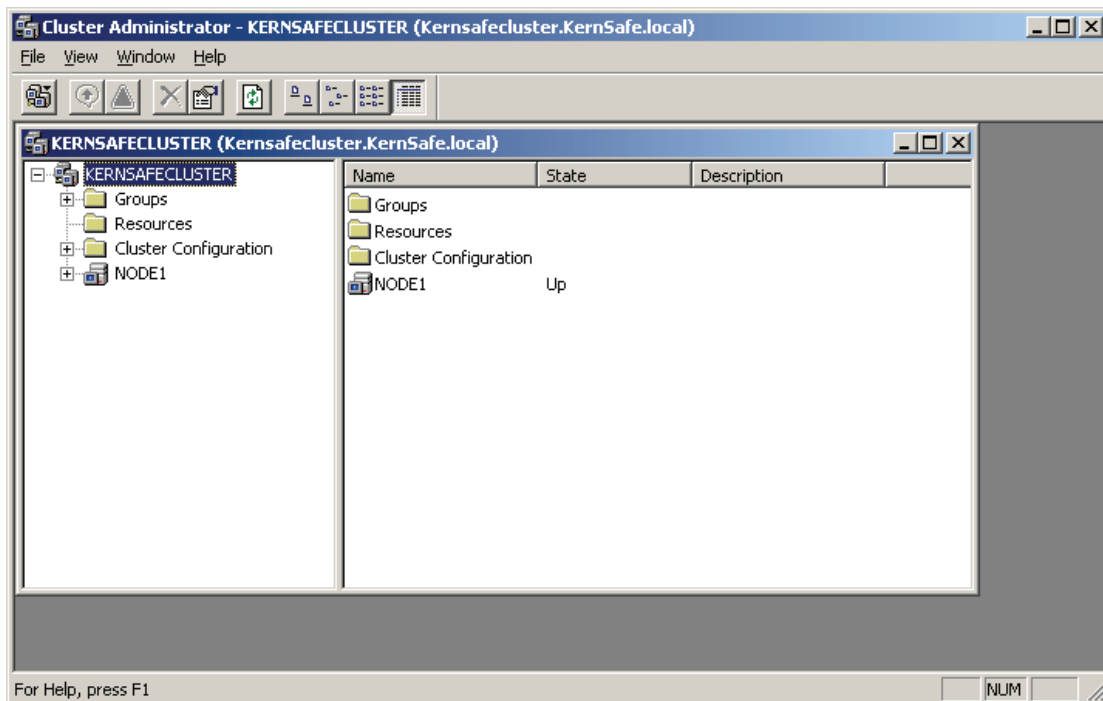 Cluster Administrator - KERNSAFECLUSTER (Kernsafecluster.KernSafe.local)
File View Window Help
KERNSAFECLUSTER (Kernsafecluster.KernSafe.local)
KERNSAFECLUSTER
Groups
Resources
Cluster Configuration
NODE1
Name State Description
Groups
Resources
Cluster Configuration
NODE1 Up
For Help, press F1 NUM